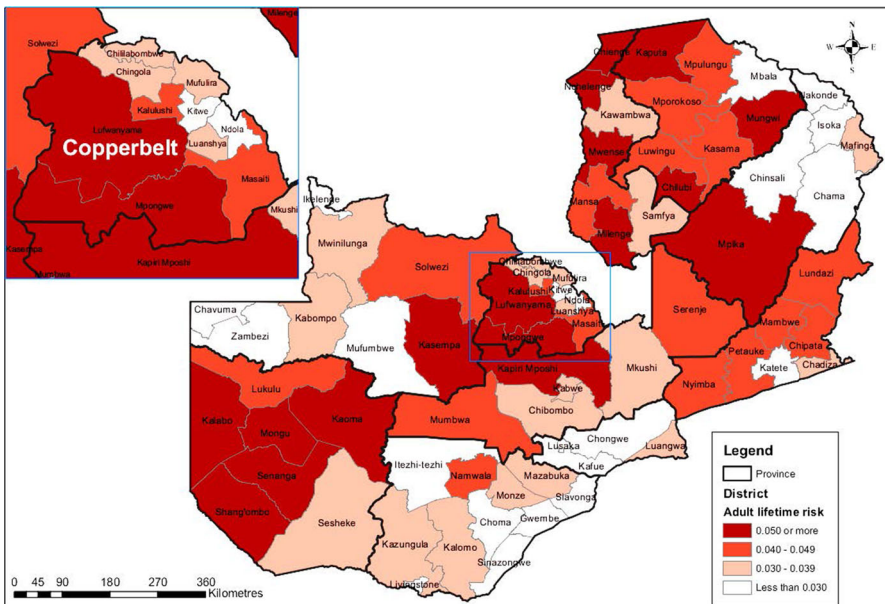 Solwezi
Chililabombwe
Chingola
Mufulira
Kalulushi
Kitwe
Ndola
Lufwanyama
Copperbelt
Luanshya
Masaiti
Mpongwe
Mkushi
Kasempa
Mumbwa
Kapiri Mposhi
Milenge
N
W E
S
Chienge
Kaputa
Mpulungu
Mbala
Nchelenge
Nakonde
Kawambwa
Mporokoso
Mungwi
Isoka
Mafinga
Mwense
Luwingu
Kasama
Chinsali
Mansa
Chilubi
Chama
Samfya
Milenge
Mpika
Ikelenge
Mwinilunga
Solwezi
Chililabombwe
Chingola
Mufulira
Kalulushi
Kitwe
Lufwanyama
Ndola
Luanshya
Masaiti
Mpongwe
Lundazi
Serenje
Mambwe
Chipata
Petauke
Katete
Chadiza
Nyimba
Chavuma
Zambezi
Kabompo
Mufumbwe
Kasempa
Kapiri Mposhi
Mkushi
Kabwe
Chibombo
Lukulu
Kalabo
Kaoma
Mongu
Mumbwa
Senanga
Shang'ombo
Sesheke
Lusaka
Chongwe
Luangwa
Kafue
Itezhi-tezhi
Namwala
Mazabuka
Monze
Siavonga
Choma
Gwembe
Kazungula
Kalomo
Sinazongwe
Livingstone
Legend
Province
District
Adult lifetime risk
0.050 or more
0.040 - 0.049
0.030 - 0.039
Less than 0.030
0 45 90 180 270 360
Kilometres